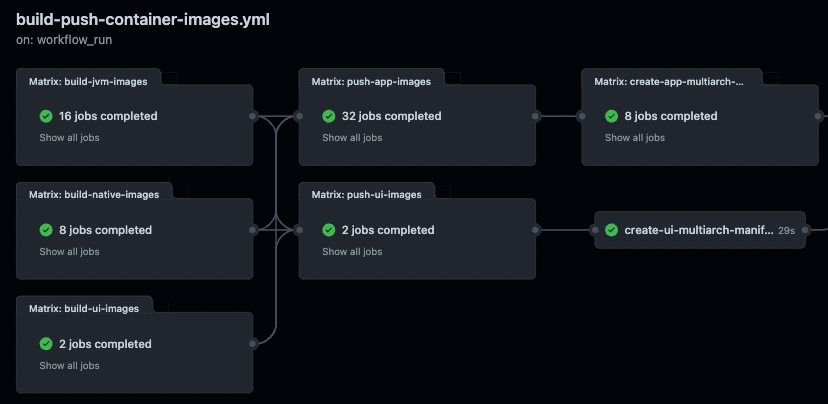 build-push-container-images.yml
on: workflow_run
Matrix: build-jvm-images
16 jobs completed
Show all jobs
Matrix: push-app-images
32 jobs completed
Show all jobs
Matrix: create-app-multiarch-...
8 jobs completed
Show all jobs
Matrix: build-native-images
8 jobs completed
Show all jobs
Matrix: push-ui-images
2 jobs completed
Show all jobs
create-ui-multiarch-manif... 29s
Matrix: build-ui-images
2 jobs completed
Show all jobs